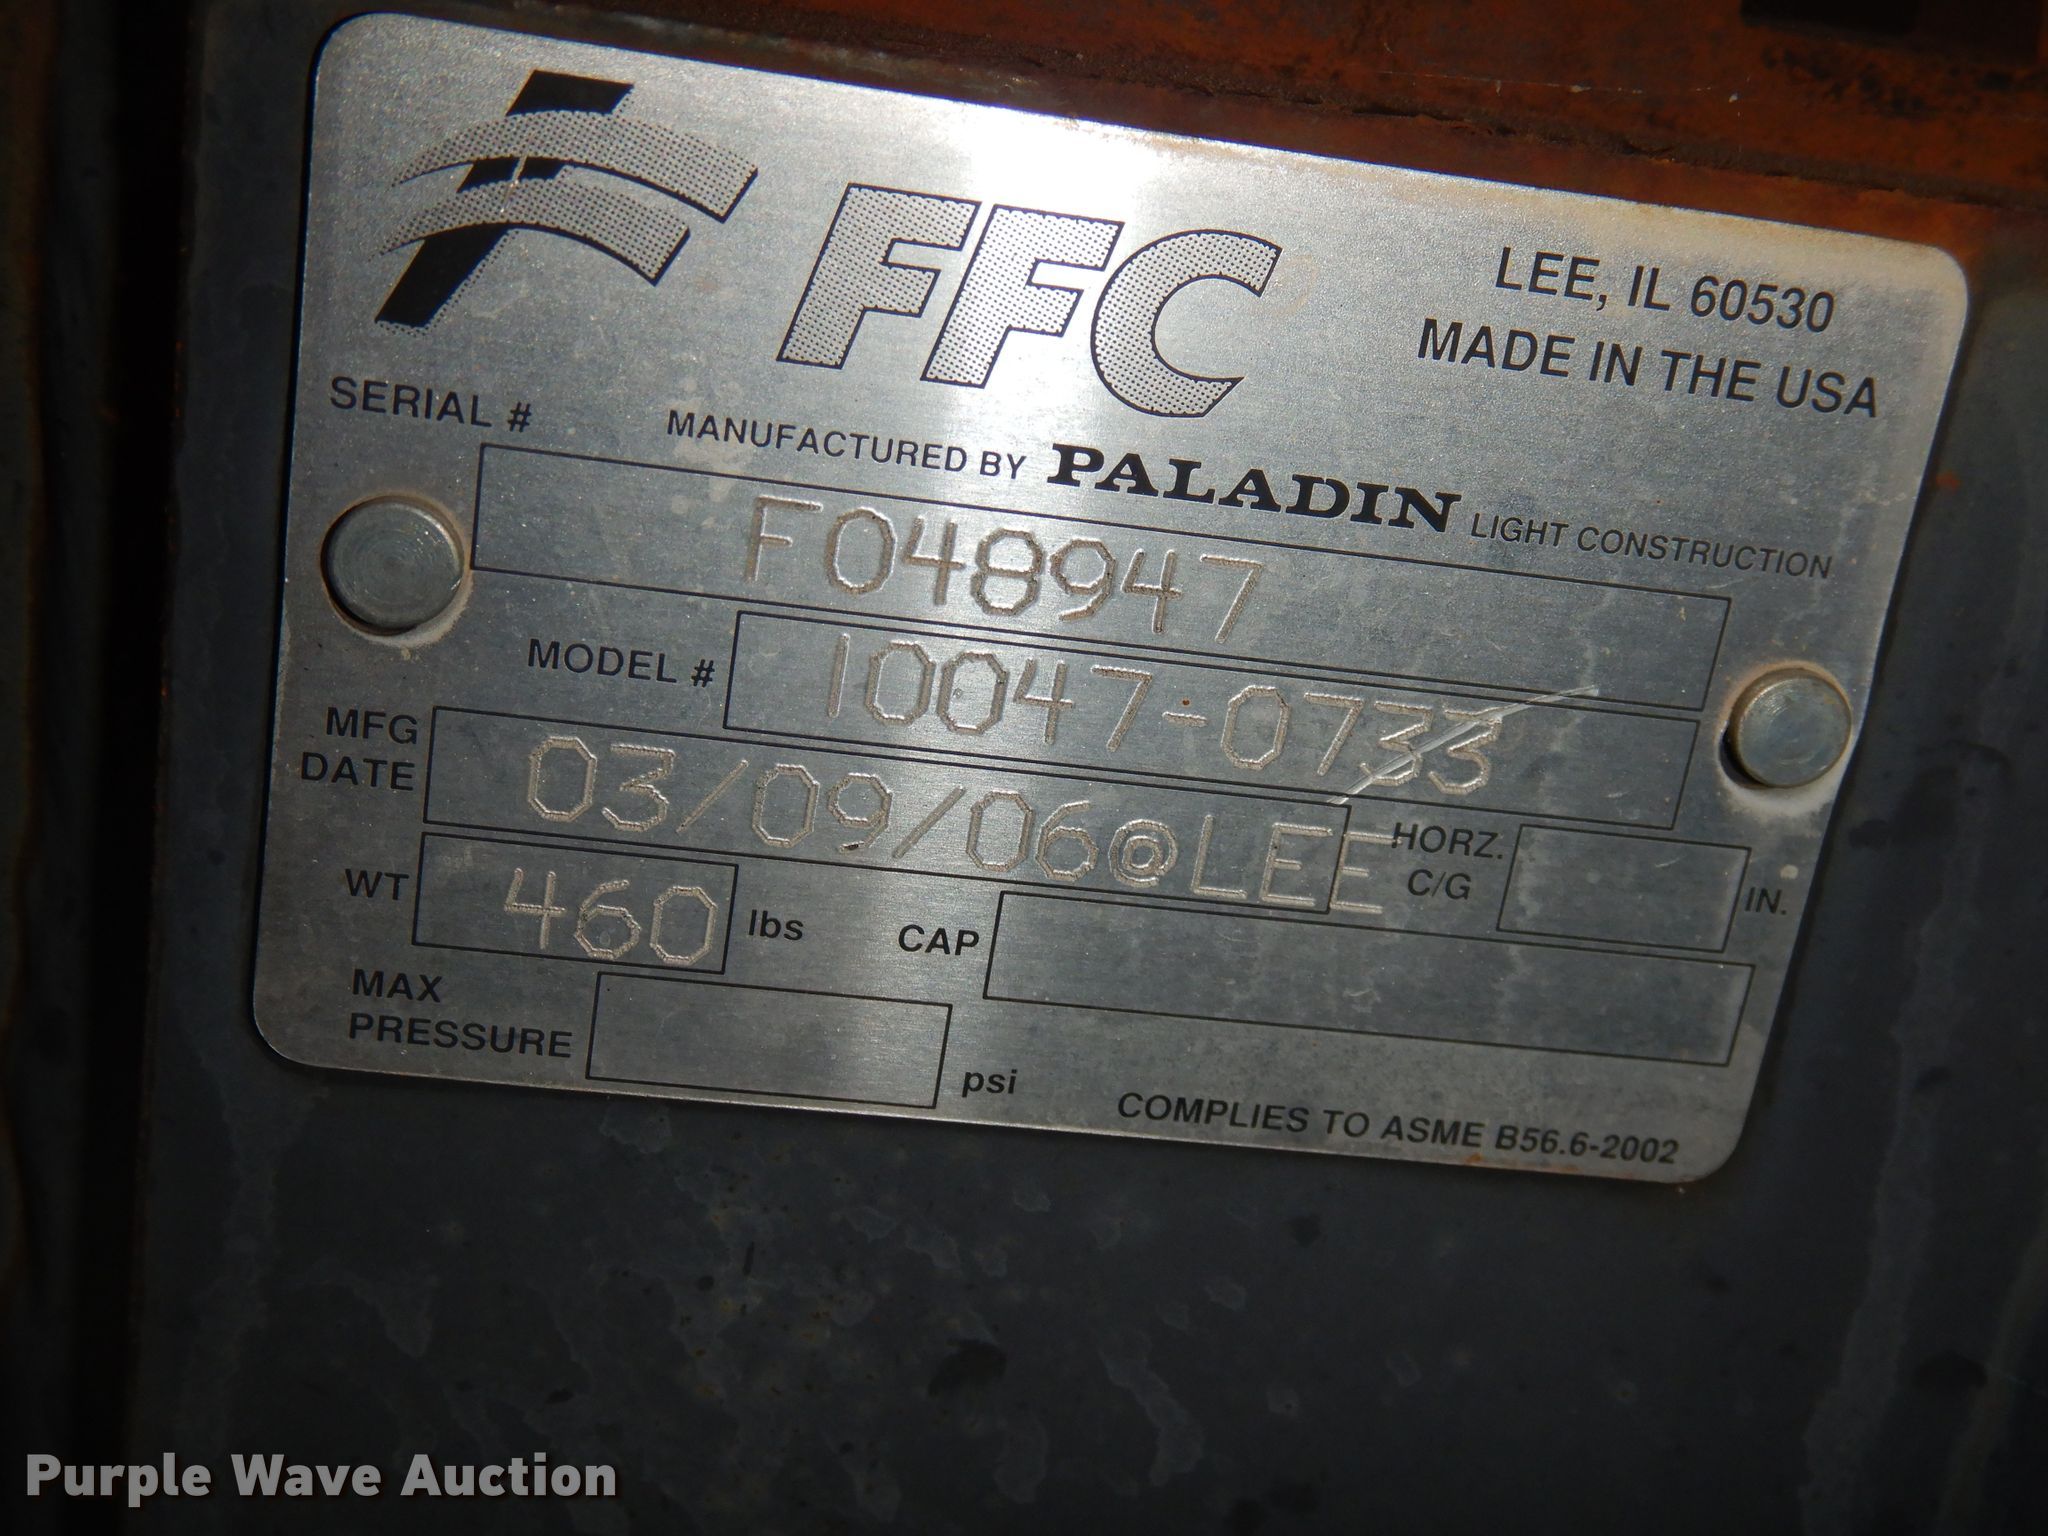 FFC
LEE, IL 60530
MADE IN THE USA
SERIAL #
MANUFACTURED BY PALADIN LIGHT CONSTRUCTION
F048947
MODEL # 10047-0733
MFG DATE 03/09/06@LEE
HORZ. C/G IN.
WT 460 lbs
CAP
MAX PRESSURE psi
COMPLIES TO ASME B56.6-2002
Purple Wave Auction